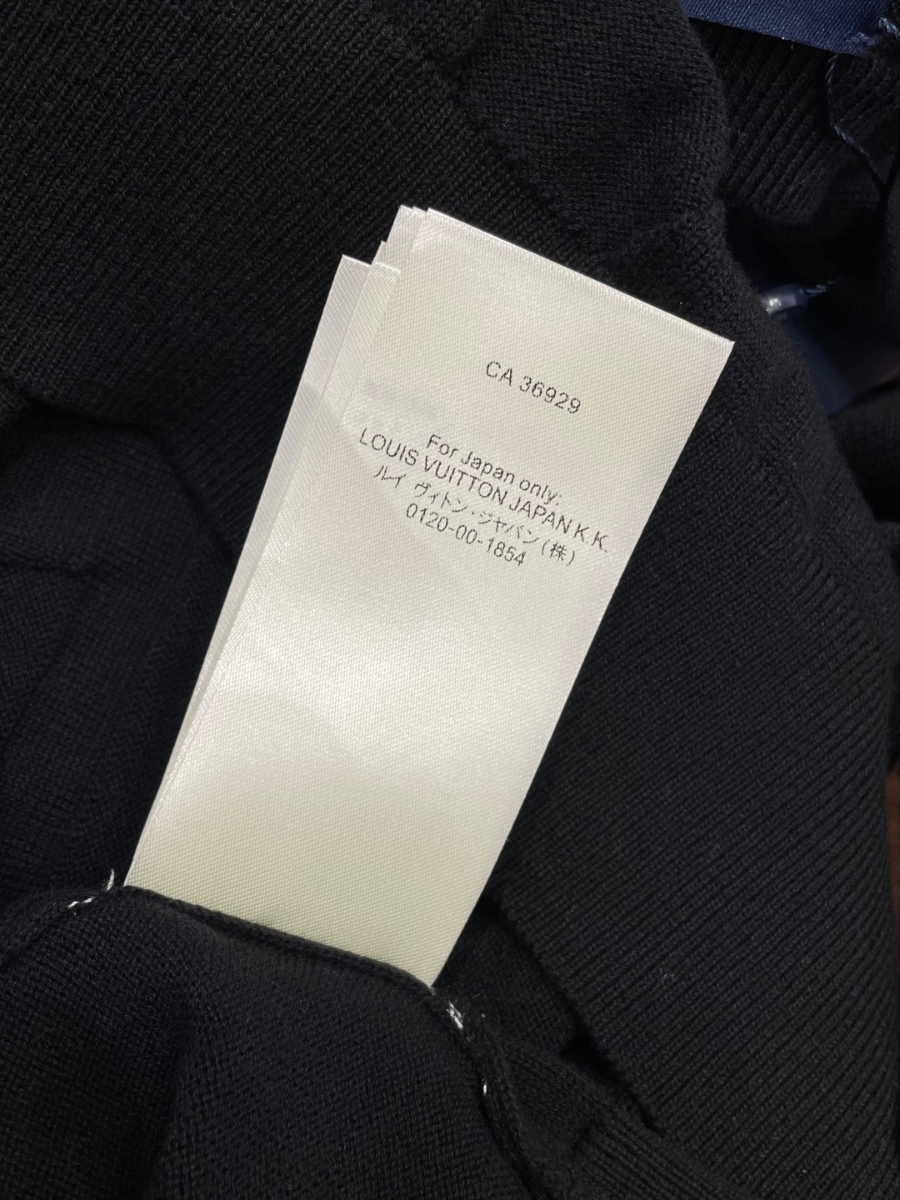 CA 36929
For Japan only:
LOUIS VUITTON JAPAN K.K.
ルイ ヴィトン・ジャパン(株)
0120-00-1854